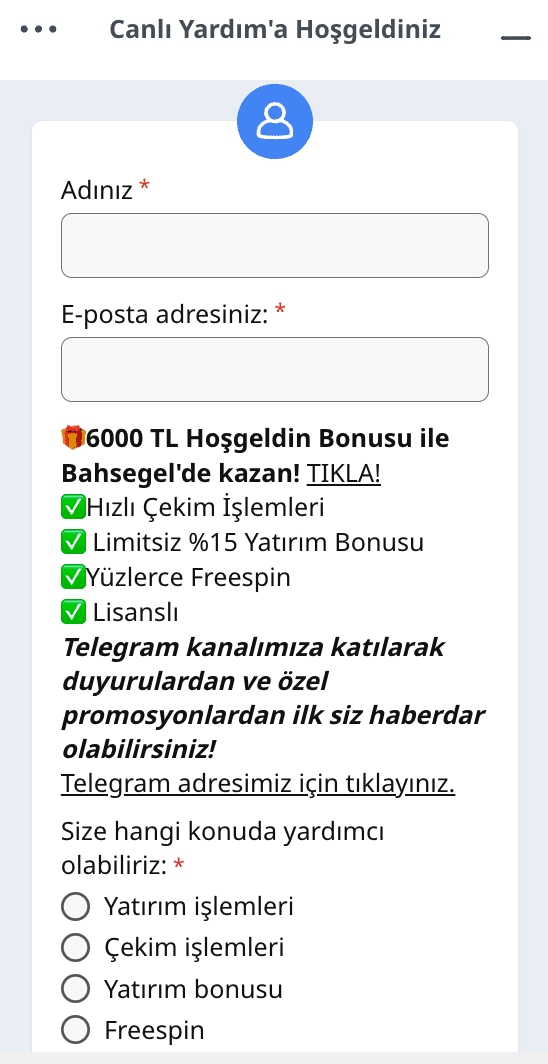 Canlı Yardım'a Hoşgeldiniz
Adınız *
E-posta adresiniz: *
🎁6000 TL Hoşgeldin Bonusu ile
Bahsegel'de kazan! TIKLA!
✅Hızlı Çekim İşlemleri
✅ Limitsiz %15 Yatırım Bonusu
✅Yüzlerce Freespin
✅ Lisanslı
Telegram kanalımıza katılarak
duyurulardan ve özel
promosyonlardan ilk siz haberdar
olabilirsiniz!
Telegram adresimiz için tıklayınız.
Size hangi konuda yardımcı
olabiliriz: *
Yatırım işlemleri
Çekim işlemleri
Yatırım bonusu
Freespin